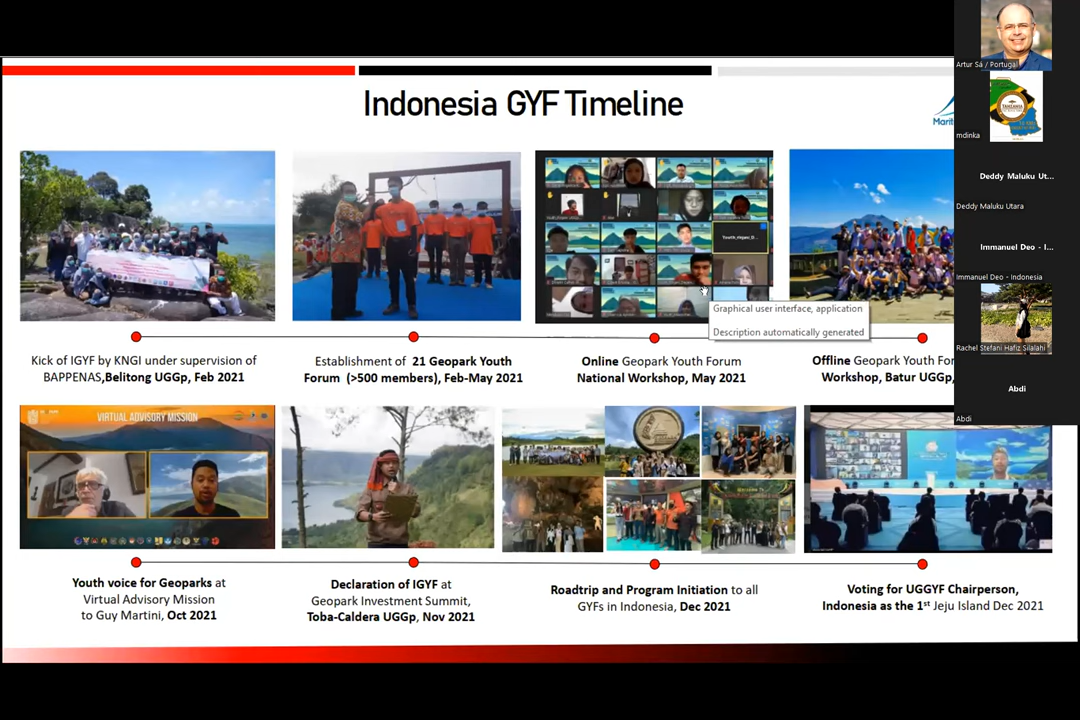 Indonesia GYF Timeline
Marit
Kick of IGYF by KNGI under supervision of
BAPPENAS,Belitong UGGp, Feb 2021
Establishment of 21 Geopark Youth
Forum (>500 members), Feb-May 2021
Online Geopark Youth Forum
National Workshop, May 2021
Offline Geopark Youth For
Workshop, Batur UGGp,
Graphical user interface, application
Description automatically generated
VIRTUAL ADVISORY MISSION
Youth voice for Geoparks at
Virtual Advisory Mission
to Guy Martini, Oct 2021
Declaration of IGYF at
Geopark Investment Summit,
Toba-Caldera UGGp, Nov 2021
Roadtrip and Program Initiation to all
GYFs in Indonesia, Dec 2021
Voting for UGGYF Chairperson,
Indonesia as the 1st Jeju Island Dec 2021
Artur Sá / Portugal
TANZANIA
mdinka
Deddy Maluku Ut...
Deddy Maluku Utara
Immanuel Deo - I...
Immanuel Deo - Indonesia
Rachel Stefani Hafiz Silalahi
Abdi
Abdi